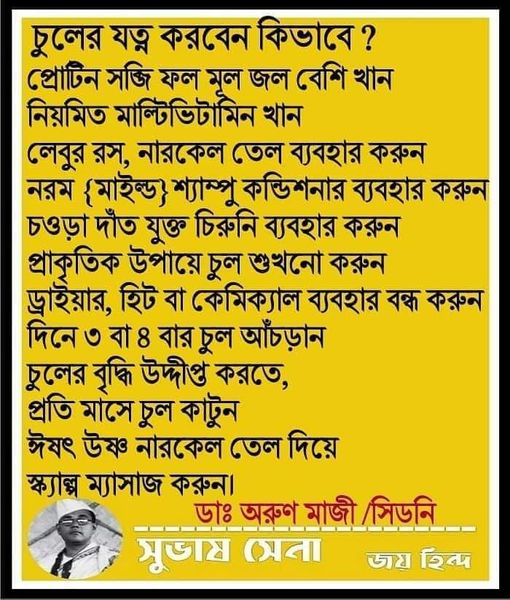 চুলের যত্ন করবেন কিভাবে ?
প্রোটিন সব্জি ফল মূল জল বেশি খান
নিয়মিত মাল্টিভিটামিন খান
লেবুর রস, নারকেল তেল ব্যবহার করুন
নরম {মাইল্ড} শ্যাম্পু কন্ডিশনার ব্যবহার করুন
চওড়া দাঁত যুক্ত চিরুনি ব্যবহার করুন
প্রাকৃতিক উপায়ে চুল শুখনো করুন
ড্রাইয়ার, হিট বা কেমিক্যাল ব্যবহার বন্ধ করুন
দিনে ৩ বা ৪ বার চুল আঁচড়ান
চুলের বৃদ্ধি উদ্দীপ্ত করতে,
প্রতি মাসে চুল কাটুন
ঈষৎ উষ্ণ নারকেল তেল দিয়ে
স্ক্যাল্প ম্যাসাজ করুন।
ডাঃ অরুণ মাজী /সিডনি
সুভাষ সেনা জয় হিন্দ